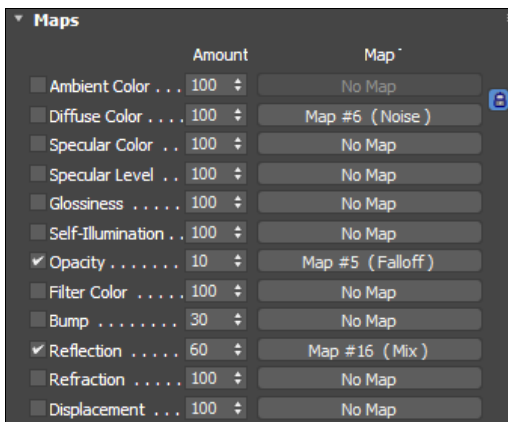 Maps
Amount Map
Ambient Color . . . 100 No Map
Diffuse Color . . . . 100 Map #6 (Noise)
Specular Color . . 100 No Map
Specular Level . . 100 No Map
Glossiness . . . . . 100 No Map
Self-Illumination . . 100 No Map
Opacity . . . . . . . 10 Map #5 (Falloff)
Filter Color . . . . . 100 No Map
Bump . . . . . . . . 30 No Map
Reflection . . . . . 60 Map #16 (Mix)
Refraction . . . . . 100 No Map
Displacement . . . 100 No Map